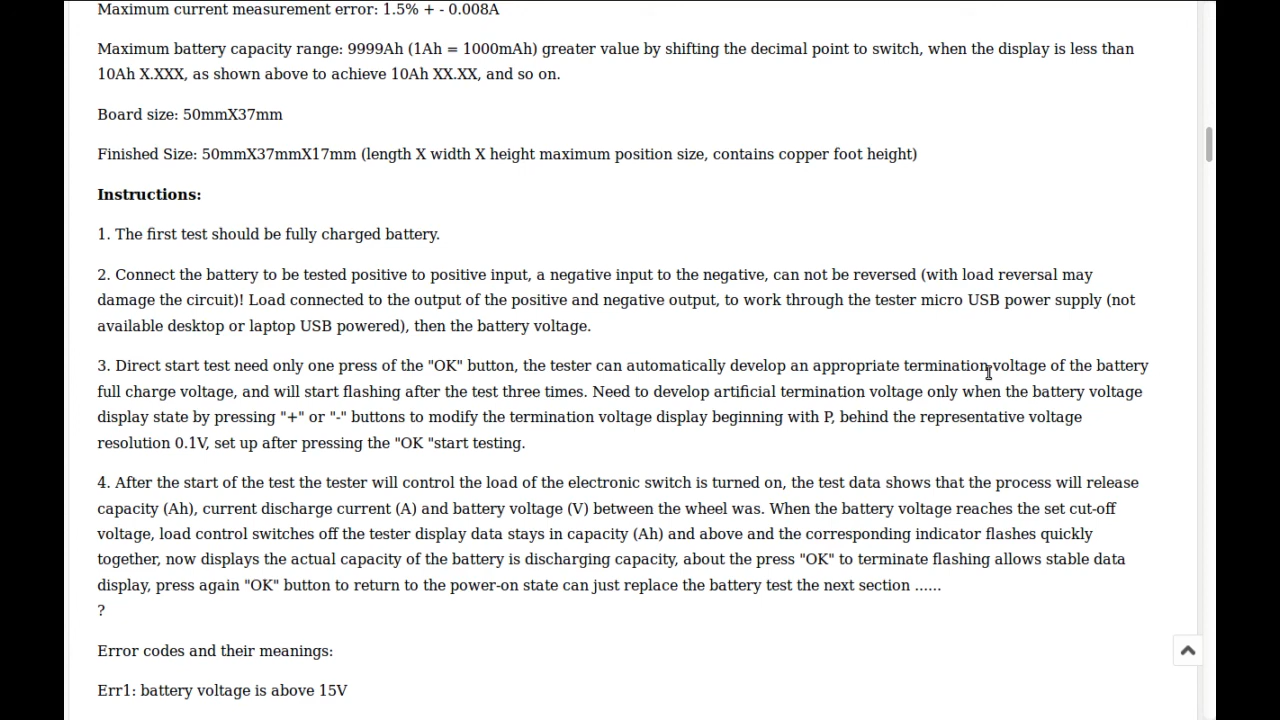 Maximum current measurement error: 1.5% + - 0.008A
Maximum battery capacity range: 9999Ah (1Ah = 1000mAh) greater value by shifting the decimal point to switch, when the display is less than
10Ah X.XXX, as shown above to achieve 10Ah XX.XX, and so on.
Board size: 50mmX37mm
Finished Size: 50mmX37mmX17mm (length X width X height maximum position size, contains copper foot height)
Instructions:
1. The first test should be fully charged battery.
2. Connect the battery to be tested positive to positive input, a negative input to the negative, can not be reversed (with load reversal may
damage the circuit)! Load connected to the output of the positive and negative output, to work through the tester micro USB power supply (not
available desktop or laptop USB powered), then the battery voltage.
3. Direct start test need only one press of the "OK" button, the tester can automatically develop an appropriate termination voltage of the battery
full charge voltage, and will start flashing after the test three times. Need to develop artificial termination voltage only when the battery voltage
display state by pressing "+" or "-" buttons to modify the termination voltage display beginning with P, behind the representative voltage
resolution 0.1V, set up after pressing the "OK "start testing.
4. After the start of the test the tester will control the load of the electronic switch is turned on, the test data shows that the process will release
capacity (Ah), current discharge current (A) and battery voltage (V) between the wheel was. When the battery voltage reaches the set cut-off
voltage, load control switches off the tester display data stays in capacity (Ah) and above and the corresponding indicator flashes quickly
together, now displays the actual capacity of the battery is discharging capacity, about the press "OK" to terminate flashing allows stable data
display, press again "OK" button to return to the power-on state can just replace the battery test the next section ......
?
Error codes and their meanings:
Err1: battery voltage is above 15V